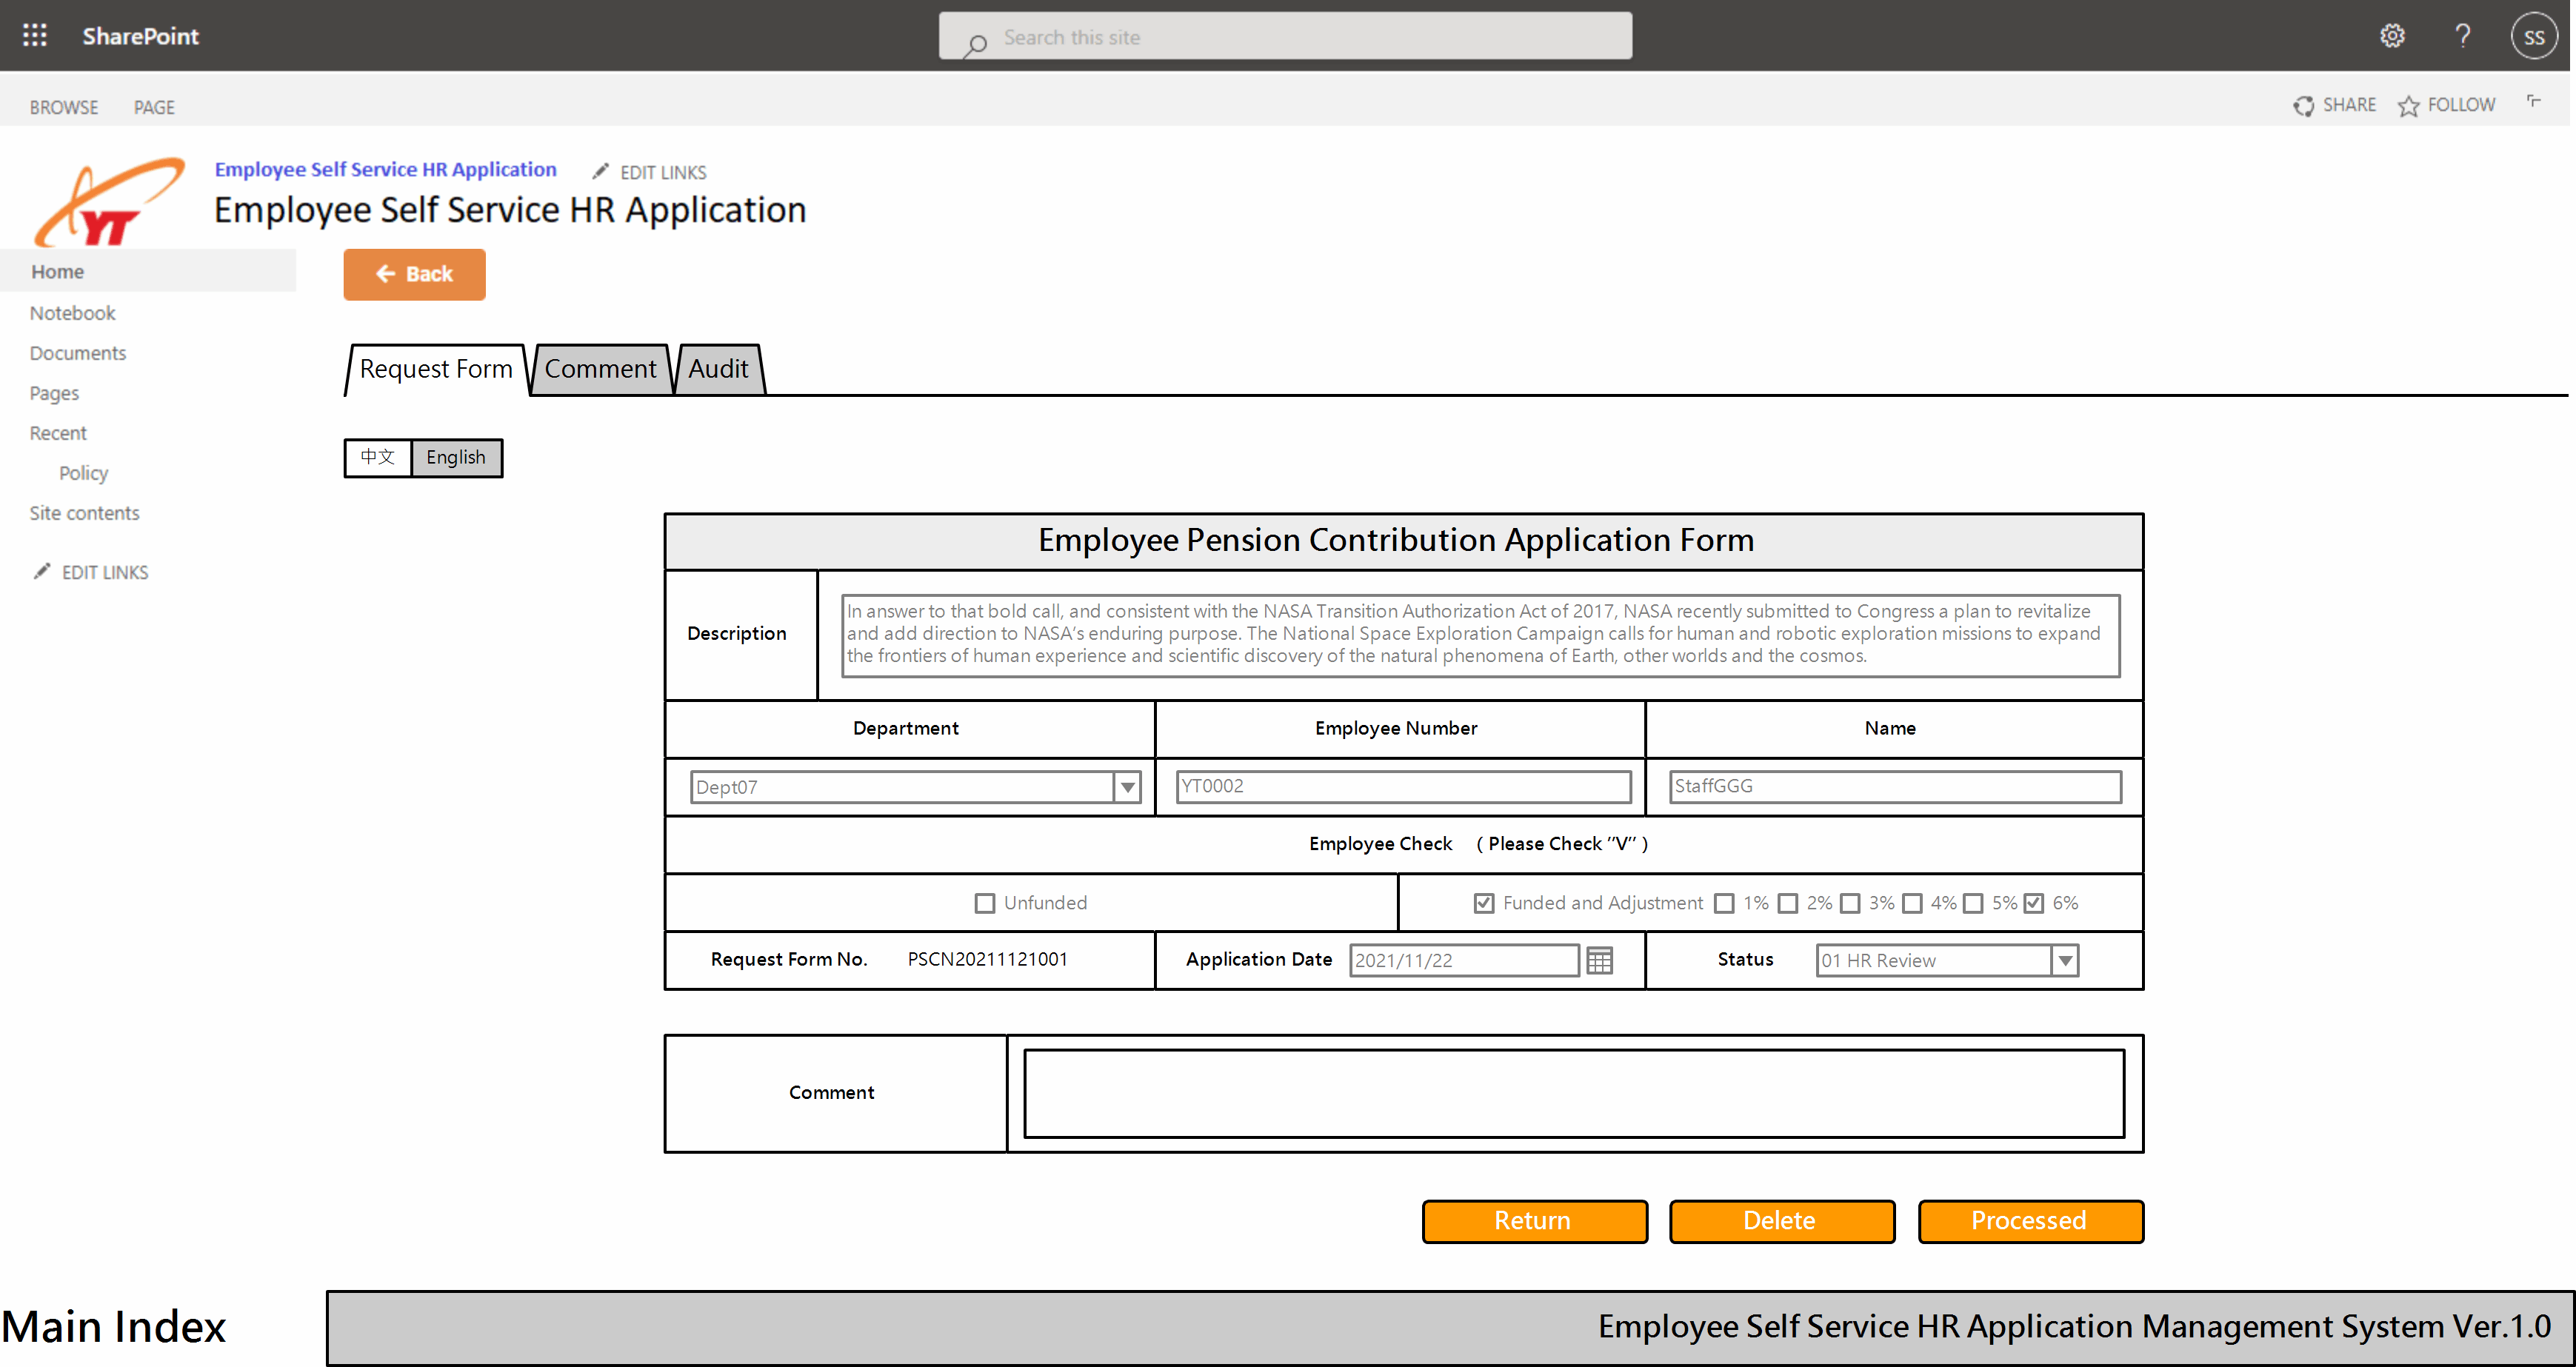 SharePoint
Search this site
SS
BROWSE
PAGE
SHARE
FOLLOW
YT
Employee Self Service HR Application
EDIT LINKS
Employee Self Service HR Application
Home
Notebook
Documents
Pages
Recent
Policy
Site contents
EDIT LINKS
Back
Request Form
Comment
Audit
中文
English
Employee Pension Contribution Application Form
Description
In answer to that bold call, and consistent with the NASA Transition Authorization Act of 2017, NASA recently submitted to Congress a plan to revitalize
and add direction to NASA’s enduring purpose. The National Space Exploration Campaign calls for human and robotic exploration missions to expand
the frontiers of human experience and scientific discovery of the natural phenomena of Earth, other worlds and the cosmos.
Department
Employee Number
Name
Dept07
YT0002
StaffGGG
Employee Check ( Please Check ’’V’’ )
Unfunded
Funded and Adjustment 1% 2% 3% 4% 5% 6%
Request Form No. PSCN20211121001
Application Date 2021/11/22
Status 01 HR Review
Comment
Return
Delete
Processed
Main Index
Employee Self Service HR Application Management System Ver.1.0